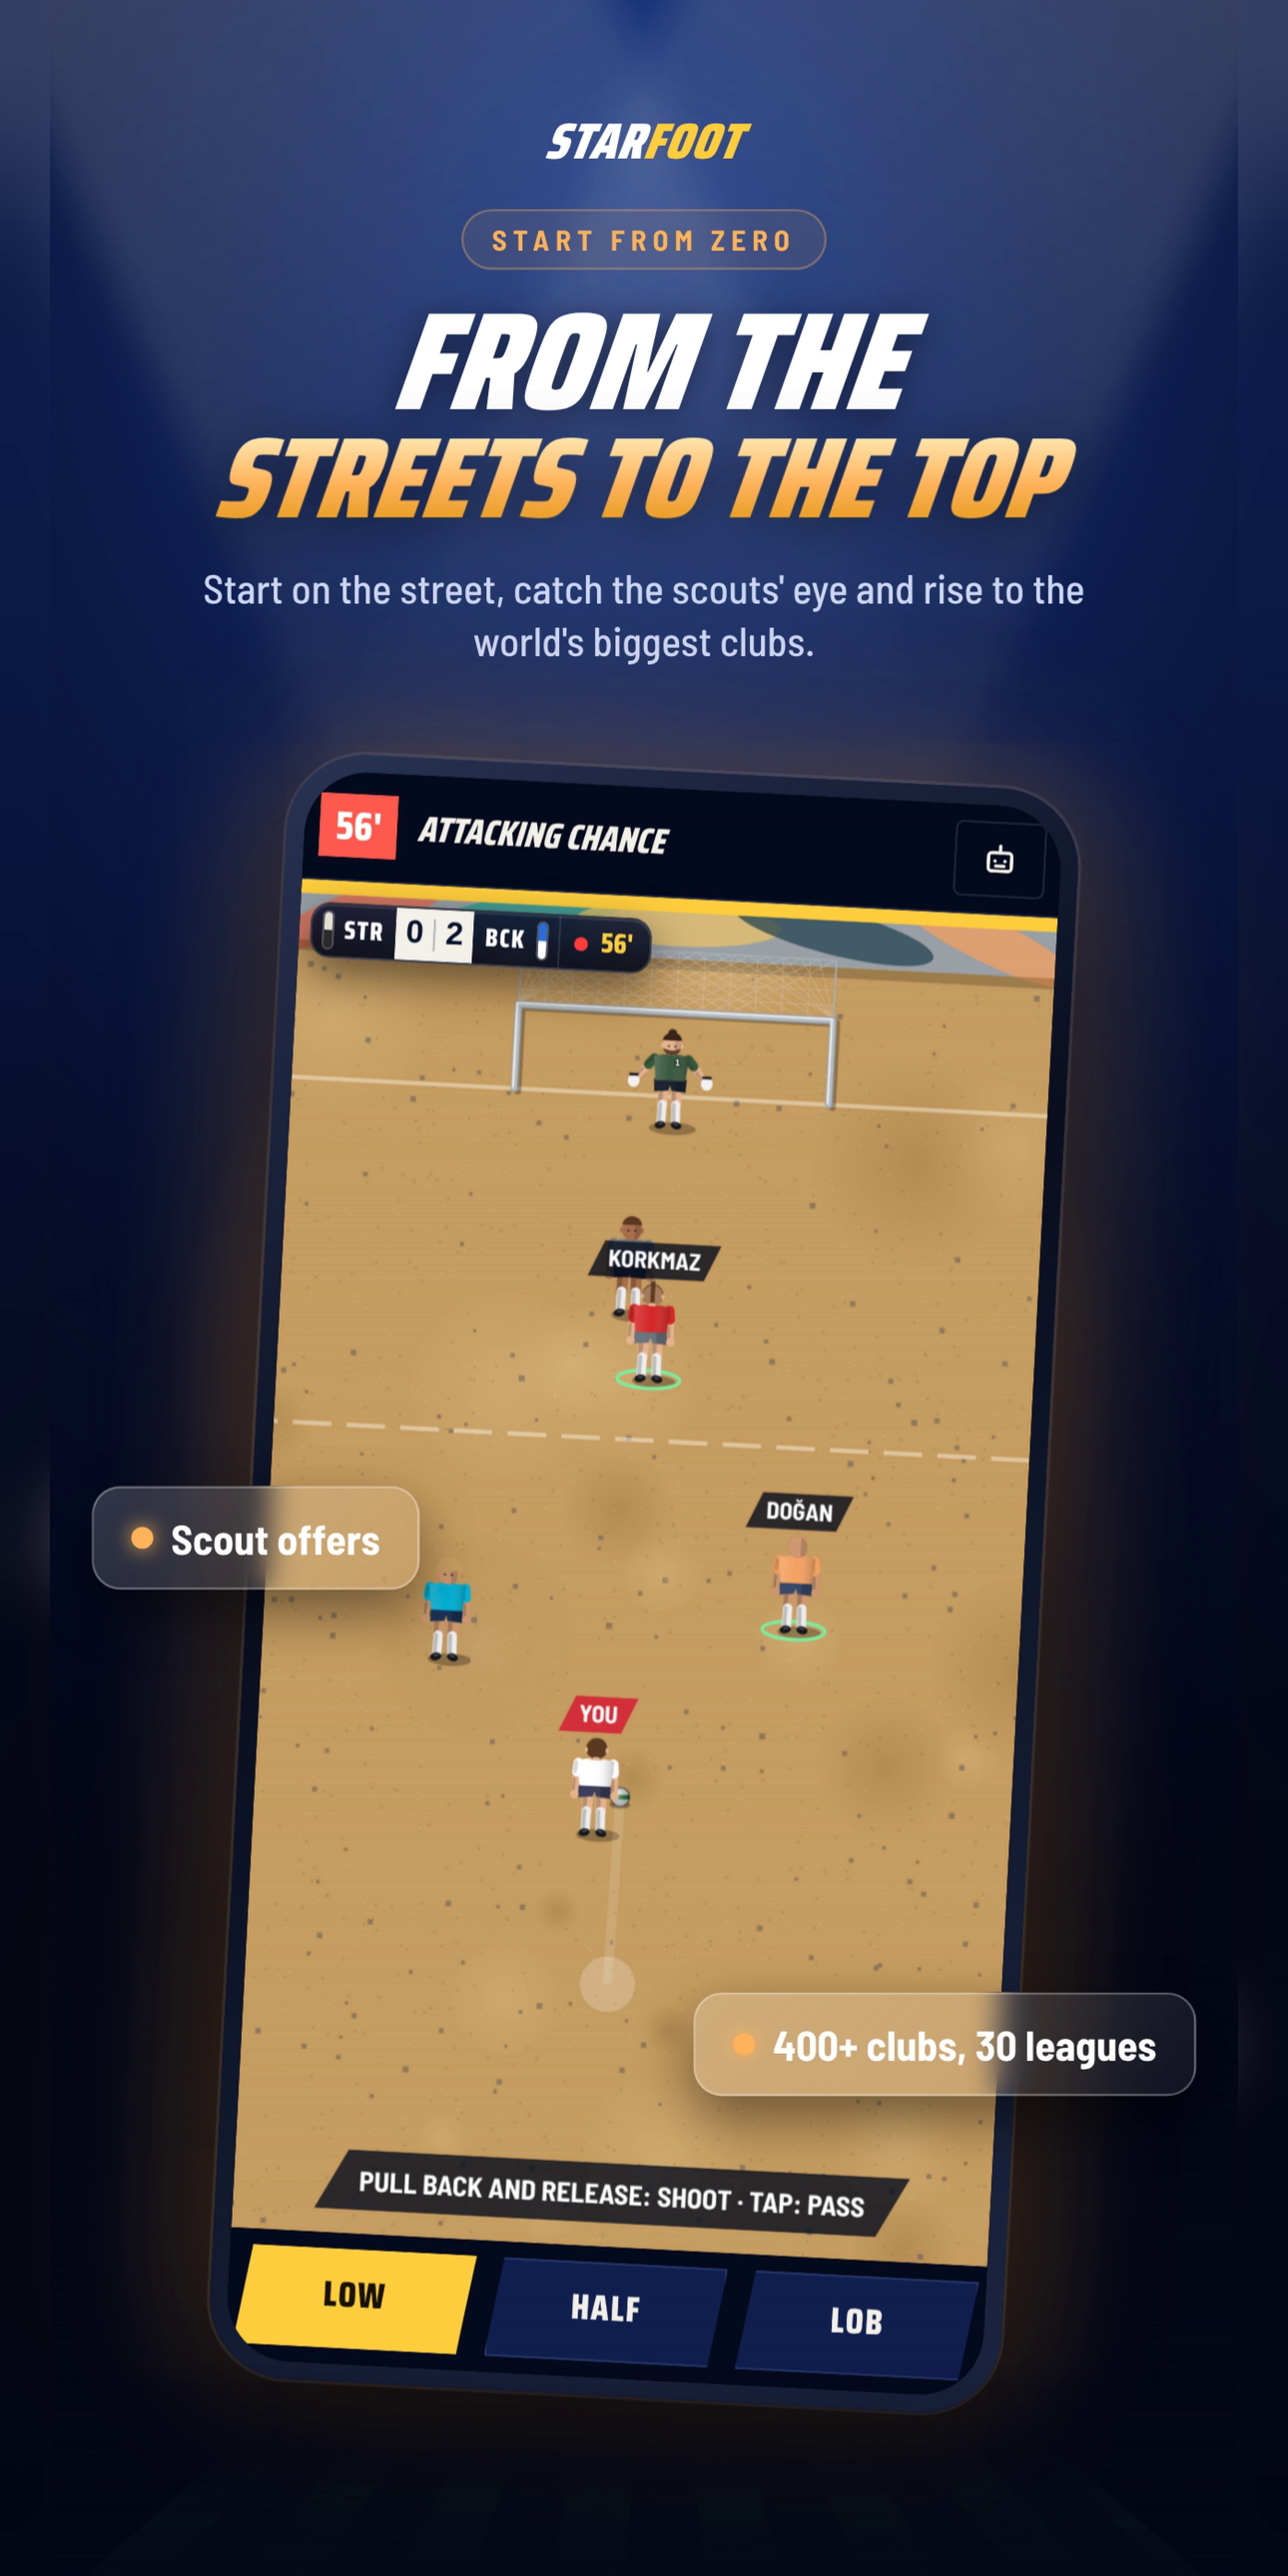 STARFOOT
START FROM ZERO
FROM THE
STREETS TO THE TOP
Start on the street, catch the scouts' eye and rise to the
world's biggest clubs.
56'
ATTACKING CHANCE
STR 0 2 BCK 56'
1
KORKMAZ
Scout offers
DOĞAN
YOU
400+ clubs, 30 leagues
PULL BACK AND RELEASE: SHOOT · TAP: PASS
LOW
HALF
LOB